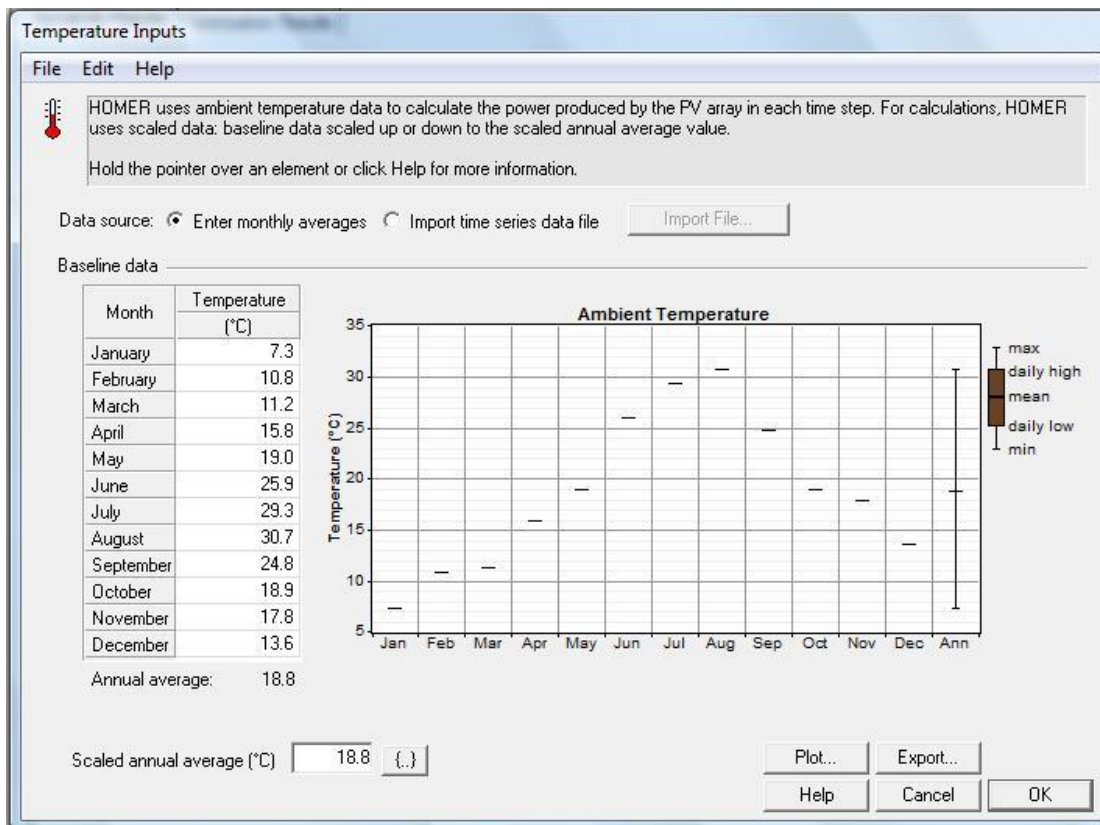 Temperature Inputs
File Edit Help
HOMER uses ambient temperature data to calculate the power produced by the PV array in each time step. For calculations, HOMER
uses scaled data: baseline data scaled up or down to the scaled annual average value.
Hold the pointer over an element or click Help for more information.
Data source: Enter monthly averages Import time series data file Import File...
Baseline data
Month Temperature
(°C)
January 7.3
February 10.8
March 11.2
April 15.8
May 19.0
June 25.9
July 29.3
August 30.7
September 24.8
October 18.9
November 17.8
December 13.6
Annual average: 18.8
Ambient Temperature
Temperature (°C)
35
30
25
20
15
10
5
Jan Feb Mar Apr May Jun Jul Aug Sep Oct Nov Dec Ann
max
daily high
mean
daily low
min
Scaled annual average (°C) 18.8 {..}
Plot... Export...
Help Cancel OK